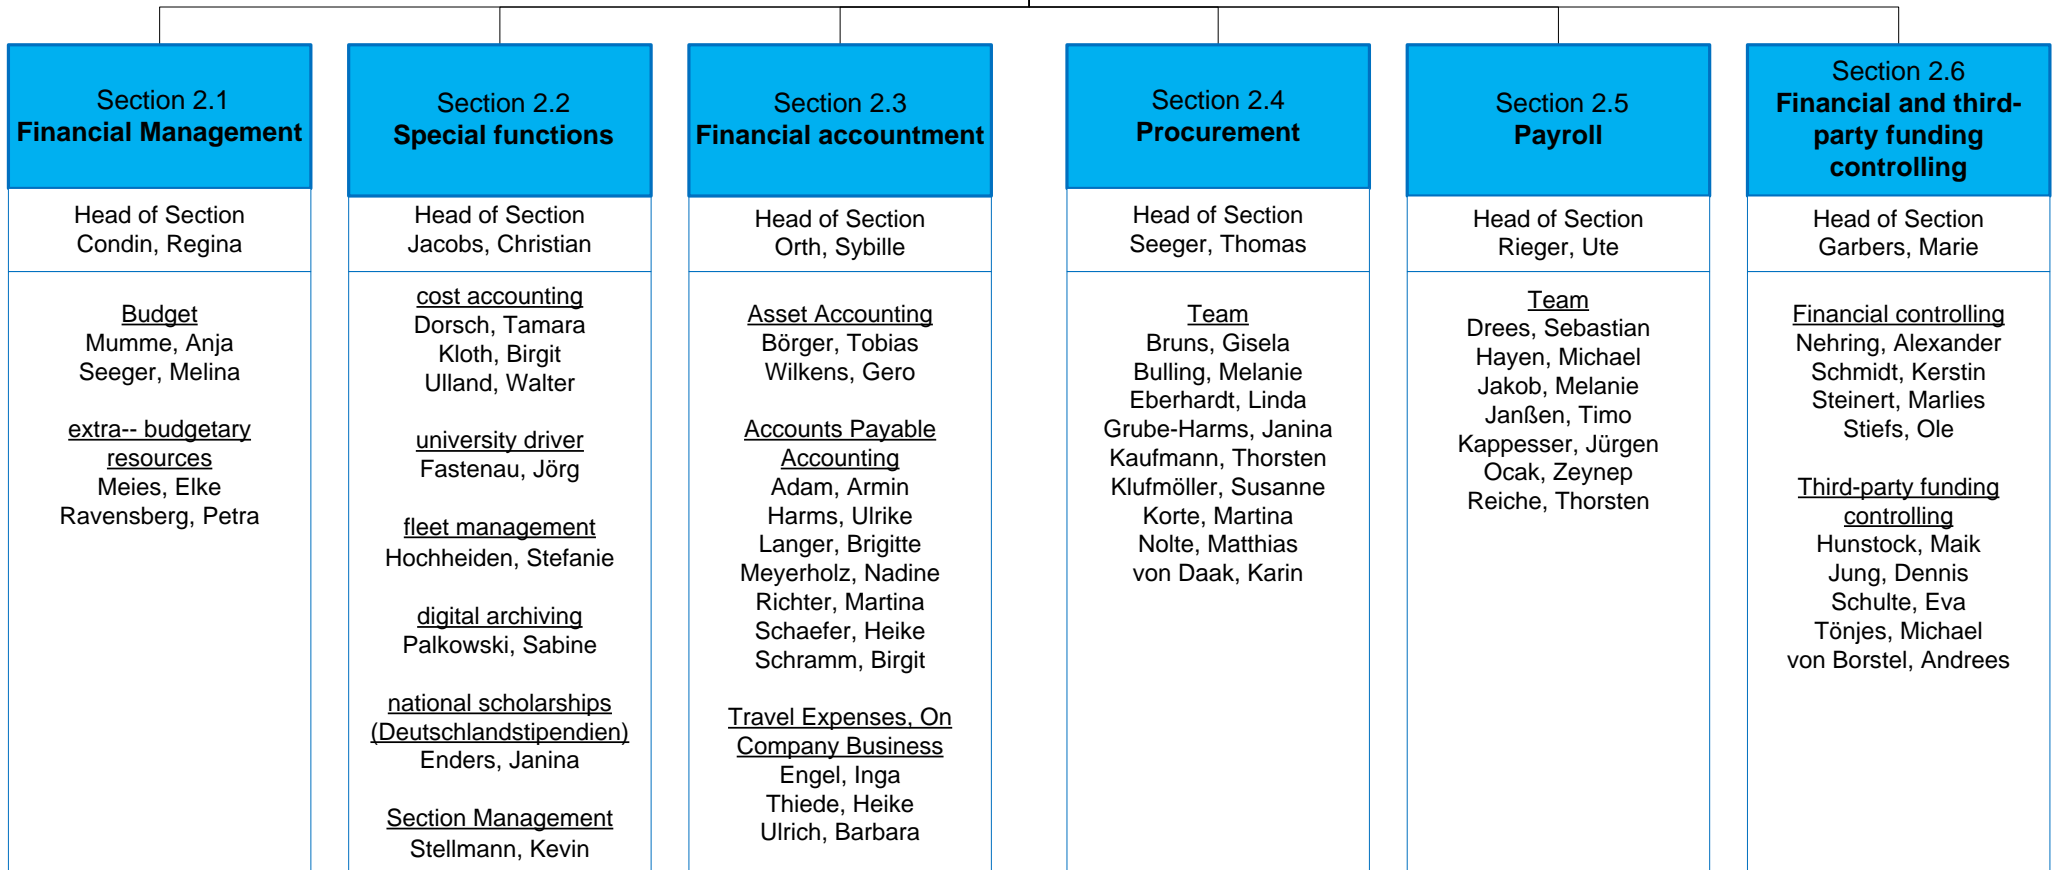 Section 2.1
Financial Management
Head of Section
Condin, Regina
Budget
Mumme, Anja
Seeger, Melina
extra-- budgetary
resources
Meies, Elke
Ravensberg, Petra
Section 2.2
Special functions
Head of Section
Jacobs, Christian
cost accounting
Dorsch, Tamara
Kloth, Birgit
Ulland, Walter
university driver
Fastenau, Jörg
fleet management
Hochheiden, Stefanie
digital archiving
Palkowski, Sabine
national scholarships
(Deutschlandstipendien)
Enders, Janina
Section Management
Stellmann, Kevin
Section 2.3
Financial accountment
Head of Section
Orth, Sybille
Asset Accounting
Börger, Tobias
Wilkens, Gero
Accounts Payable
Accounting
Adam, Armin
Harms, Ulrike
Langer, Brigitte
Meyerholz, Nadine
Richter, Martina
Schaefer, Heike
Schramm, Birgit
Travel Expenses, On
Company Business
Engel, Inga
Thiede, Heike
Ulrich, Barbara
Section 2.4
Procurement
Head of Section
Seeger, Thomas
Team
Bruns, Gisela
Bulling, Melanie
Eberhardt, Linda
Grube-Harms, Janina
Kaufmann, Thorsten
Klufmöller, Susanne
Korte, Martina
Nolte, Matthias
von Daak, Karin
Section 2.5
Payroll
Head of Section
Rieger, Ute
Team
Drees, Sebastian
Hayen, Michael
Jakob, Melanie
Janßen, Timo
Kappesser, Jürgen
Ocak, Zeynep
Reiche, Thorsten
Section 2.6
Financial and third-
party funding
controlling
Head of Section
Garbers, Marie
Financial controlling
Nehring, Alexander
Schmidt, Kerstin
Steinert, Marlies
Stiefs, Ole
Third-party funding
controlling
Hunstock, Maik
Jung, Dennis
Schulte, Eva
Tönjes, Michael
von Borstel, Andrees